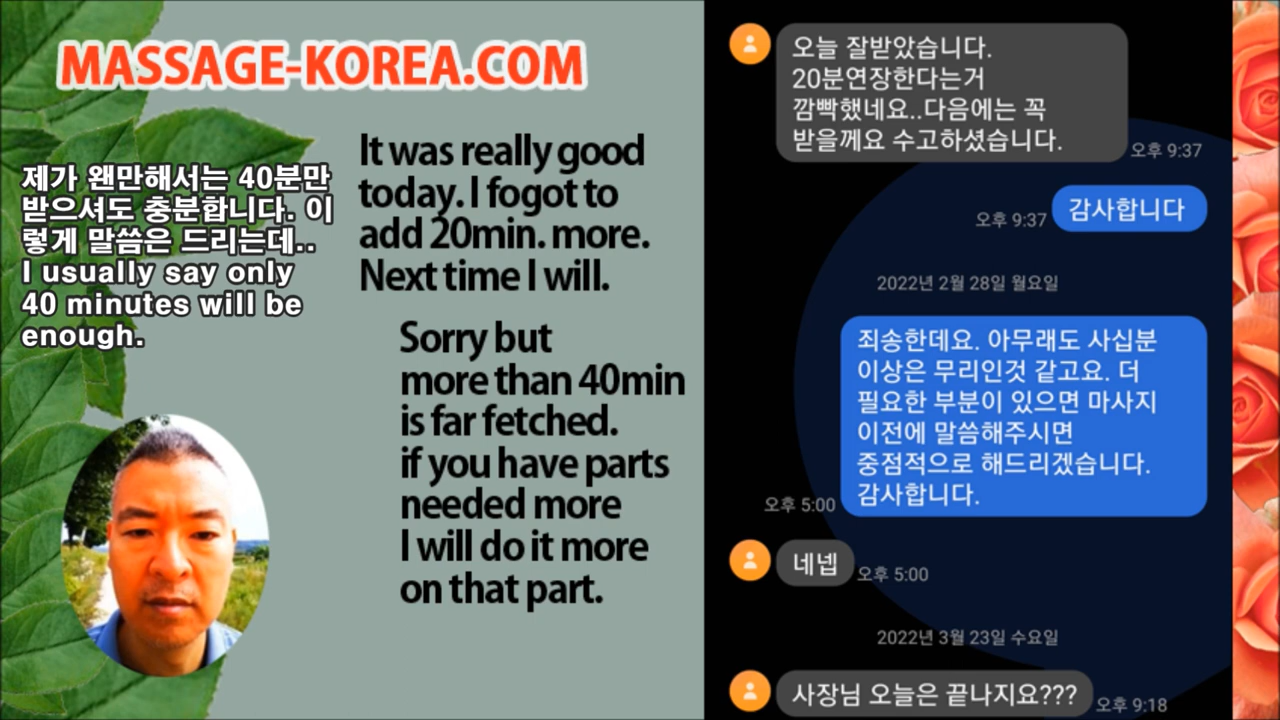 MASSAGE-KOREA.COM
제가 왠만해서는 40분만
받으셔도 충분합니다. 이
렇게 말씀은 드리는데..
I usually say only
40 minutes will be
enough.
It was really good
today. I fogot to
add 20min. more.
Next time I will.
Sorry but
more than 40min
is far fetched.
if you have parts
needed more
I will do it more
on that part.
오늘 잘받았습니다.
20분연장한다는거
깜빡했네요..다음에는 꼭
받을께요 수고하셨습니다.
오후 9:37
감사합니다
오후 9:37
2022년 2월 28일 월요일
죄송한데요. 아무래도 사십분
이상은 무리인것 같고요. 더
필요한 부분이 있으면 마사지
이전에 말씀해주시면
중점적으로 해드리겠습니다.
감사합니다.
오후 5:00
네넵
오후 5:00
2022년 3월 23일 수요일
사장님 오늘은 끝나지요???
오후 9:18